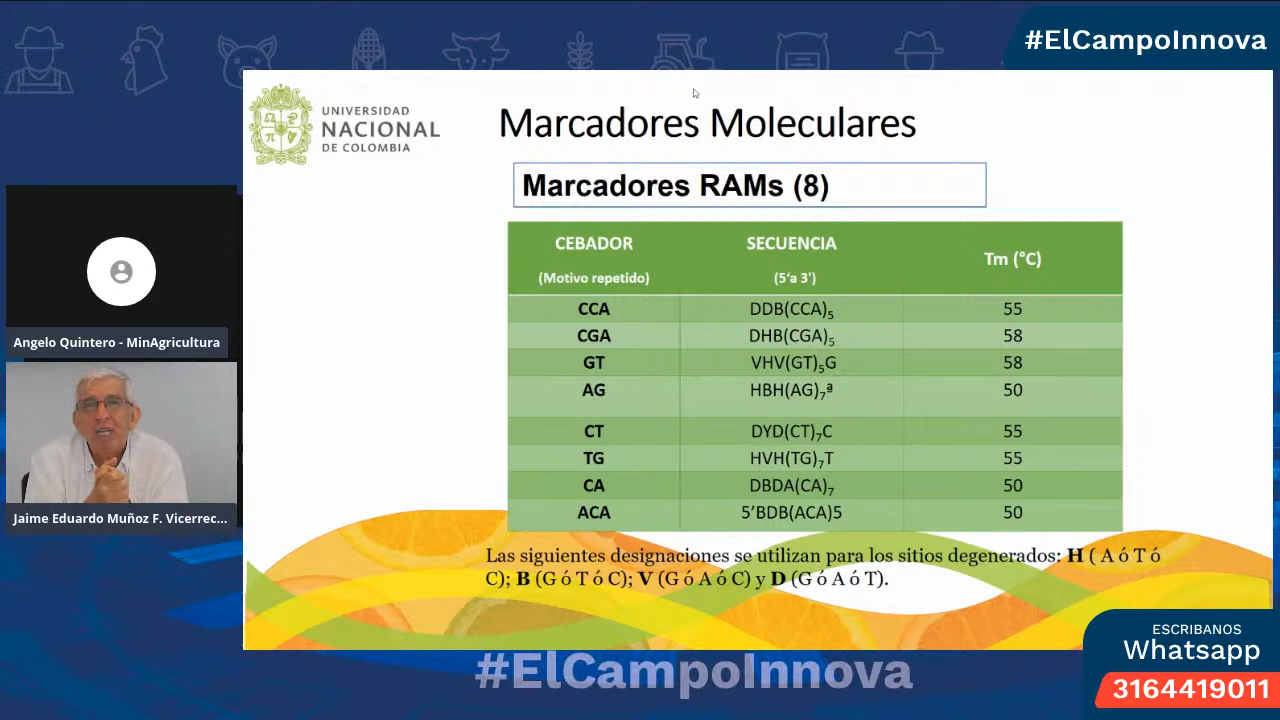 #ElCampoInnova
UNIVERSIDAD
NACIONAL
DE COLOMBIA
Marcadores Moleculares
Marcadores RAMs (8)
CEBADOR SECUENCIA Tm (°C)
(Motivo repetido) (5‘a 3’)
CCA DDB(CCA)₅ 55
CGA DHB(CGA)₅ 58
GT VHV(GT)₅G 58
AG HBH(AG)₇ª 50
CT DYD(CT)₇C 55
TG HVH(TG)₇T 55
CA DBDA(CA)₇ 50
ACA 5’BDB(ACA)5 50
Las siguientes designaciones se utilizan para los sitios degenerados: H ( A ó T ó
C); B (G ó T ó C); V (G ó A ó C) y D (G ó A ó T).
Angelo Quintero - MinAgricultura
Jaime Eduardo Muñoz F. Vicerrec...
#ElCampoInnova
ESCRIBANOS
Whatsapp
3164419011